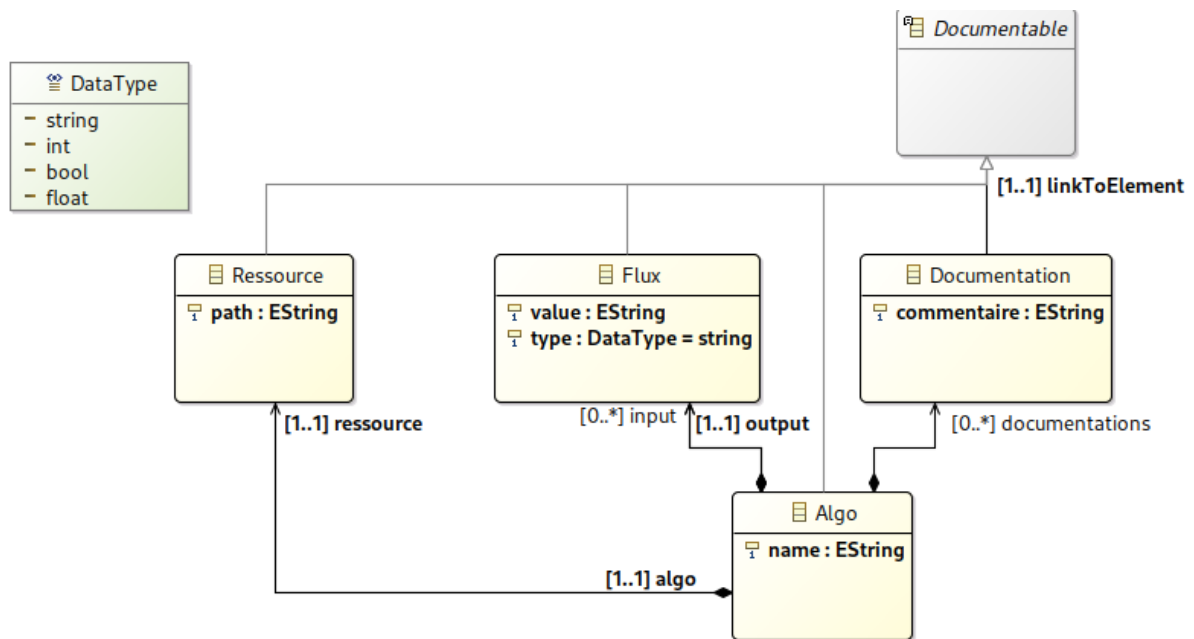 Documentable
DataType
string
int
bool
float
[1..1] linkToElement
Ressource
path : EString
Flux
value : EString
type : DataType = string
Documentation
commentaire : EString
[1..1] ressource
[0..*] input
[1..1] output
[0..*] documentations
Algo
name : EString
[1..1] algo